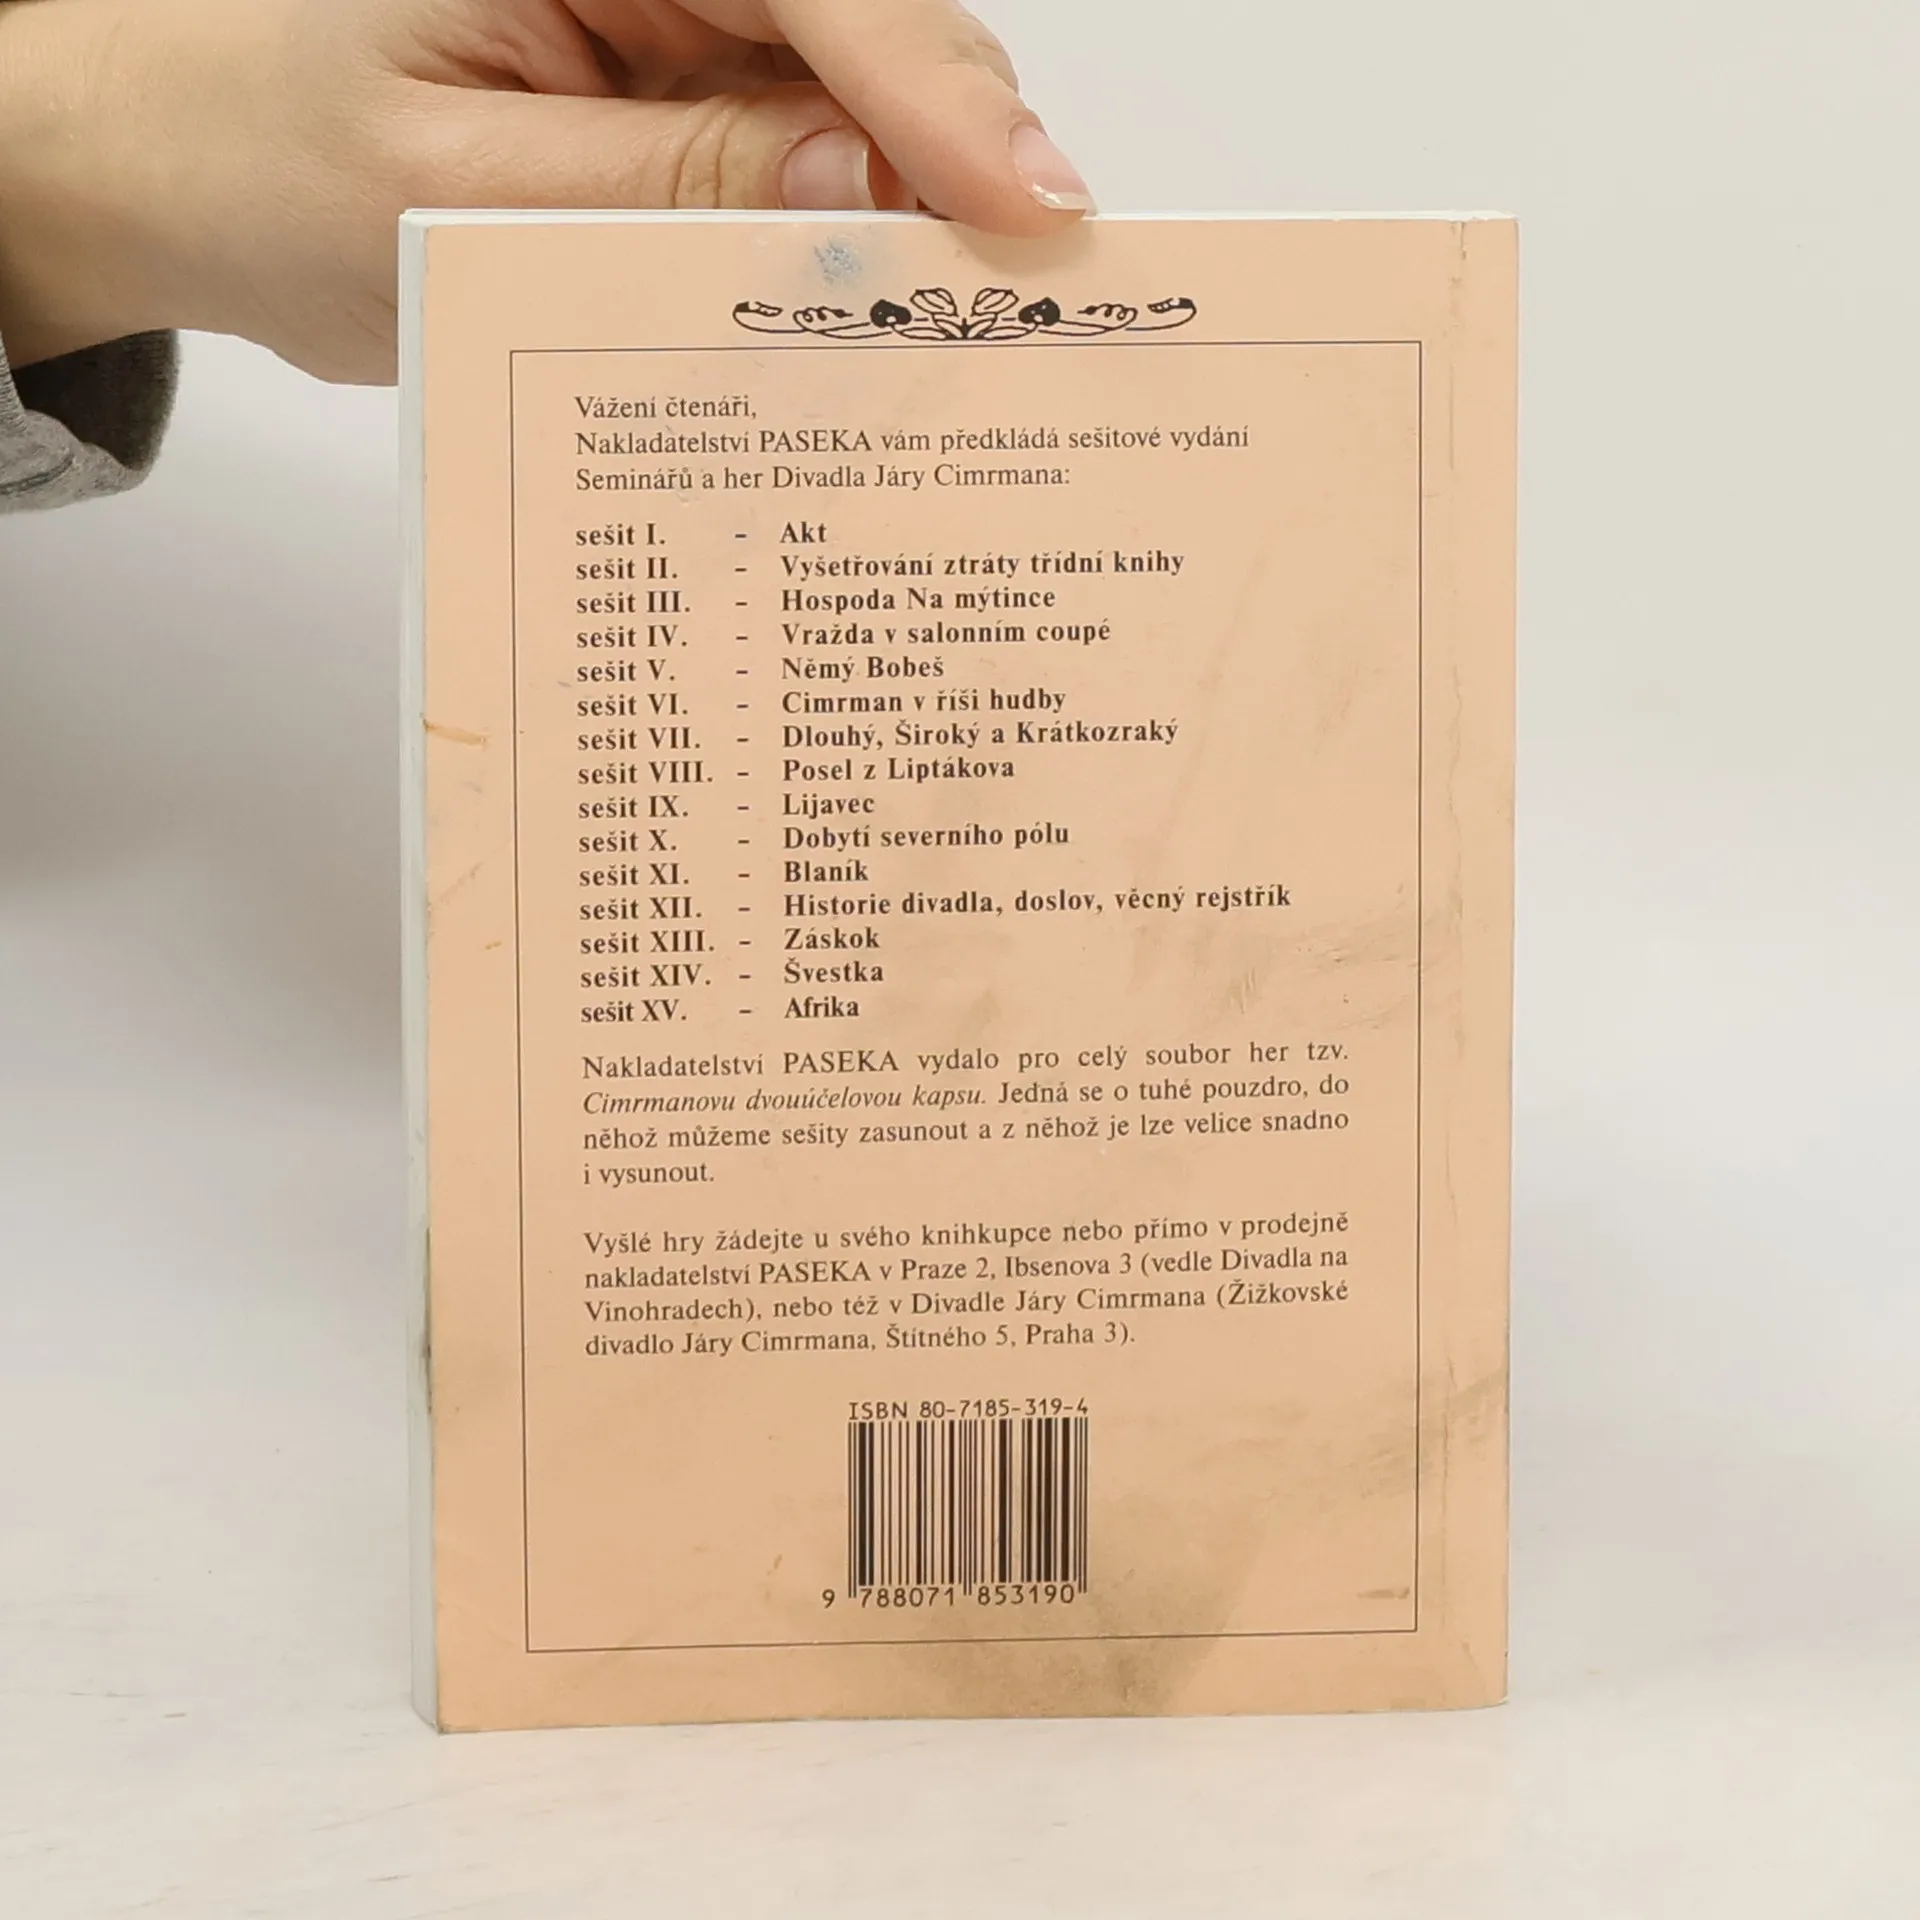 Vážení čtenáři,
Nakladatelství PASEKA vám předkládá sešitové vydání
Seminářů a her Divadla Járy Cimrmana:
sešit I. - Akt
sešit II. - Vyšetřování ztráty třídní knihy
sešit III. - Hospoda Na mýtince
sešit IV. - Vražda v salonním coupé
sešit V. - Němý Bobeš
sešit VI. - Cimrman v říši hudby
sešit VII. - Dlouhý, Široký a Krátkozraký
sešit VIII. - Posel z Liptákova
sešit IX. - Lijavec
sešit X. - Dobytí severního pólu
sešit XI. - Blaník
sešit XII. - Historie divadla, doslov, věcný rejstřík
sešit XIII. - Záskok
sešit XIV. - Švestka
sešit XV. - Afrika
Nakladatelství PASEKA vydalo pro celý soubor her tzv.
Cimrmanovu dvouúčelovou kapsu. Jedná se o tuhé pouzdro, do
něhož můžeme sešity zasunout a z něhož je lze velice snadno
i vysunout.
Vyšlé hry žádejte u svého knihkupce nebo přímo v prodejně
nakladatelství PASEKA v Praze 2, Ibsenova 3 (vedle Divadla na
Vinohradech), nebo též v Divadle Járy Cimrmana (Žižkovské
divadlo Járy Cimrmana, Štítného 5, Praha 3).
ISBN 80-7185-319-4
9 788071 853190